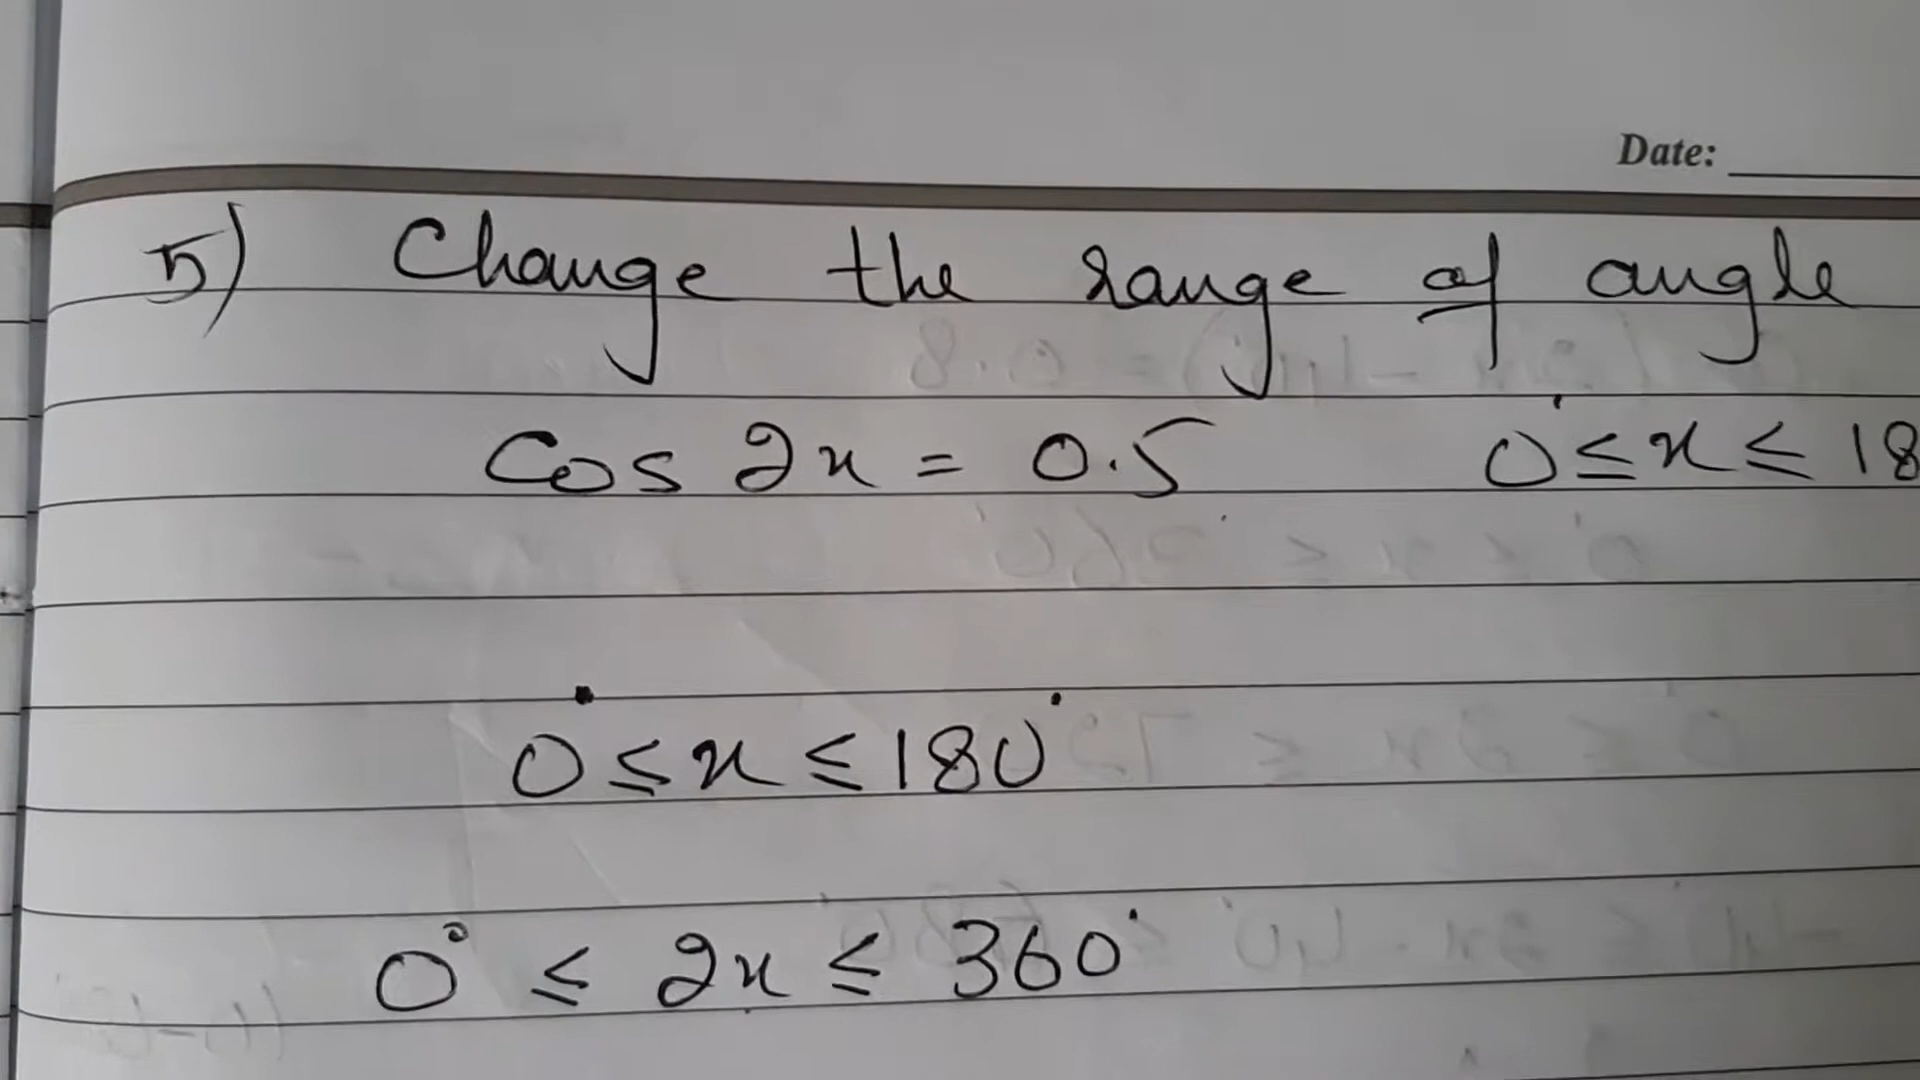 Date:
5) Change the range of angle
cos 2x = 0.5 0° ≤ x ≤ 18
0° ≤ x ≤ 180°
0° ≤ 2x ≤ 360°